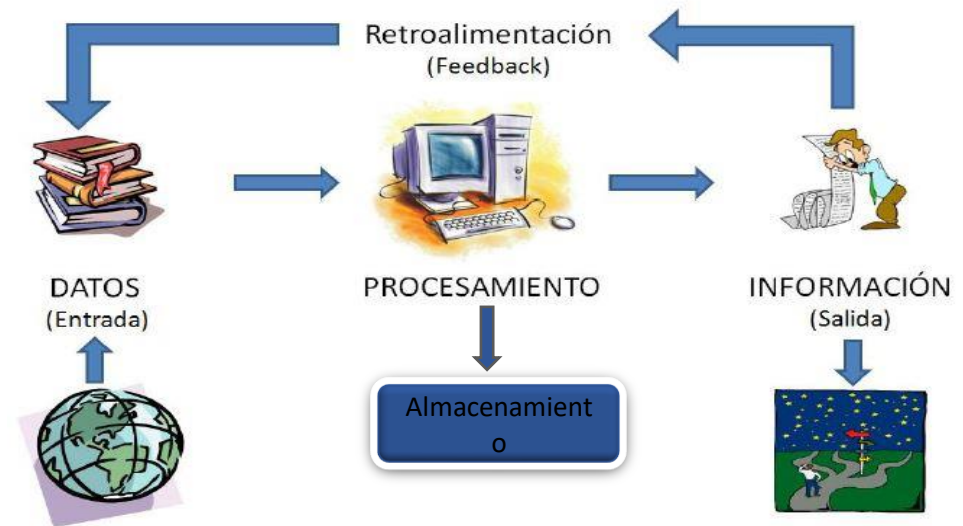 Retroalimentación
(Feedback)
DATOS
(Entrada)
PROCESAMIENTO
INFORMACIÓN
(Salida)
Almacenamient
o